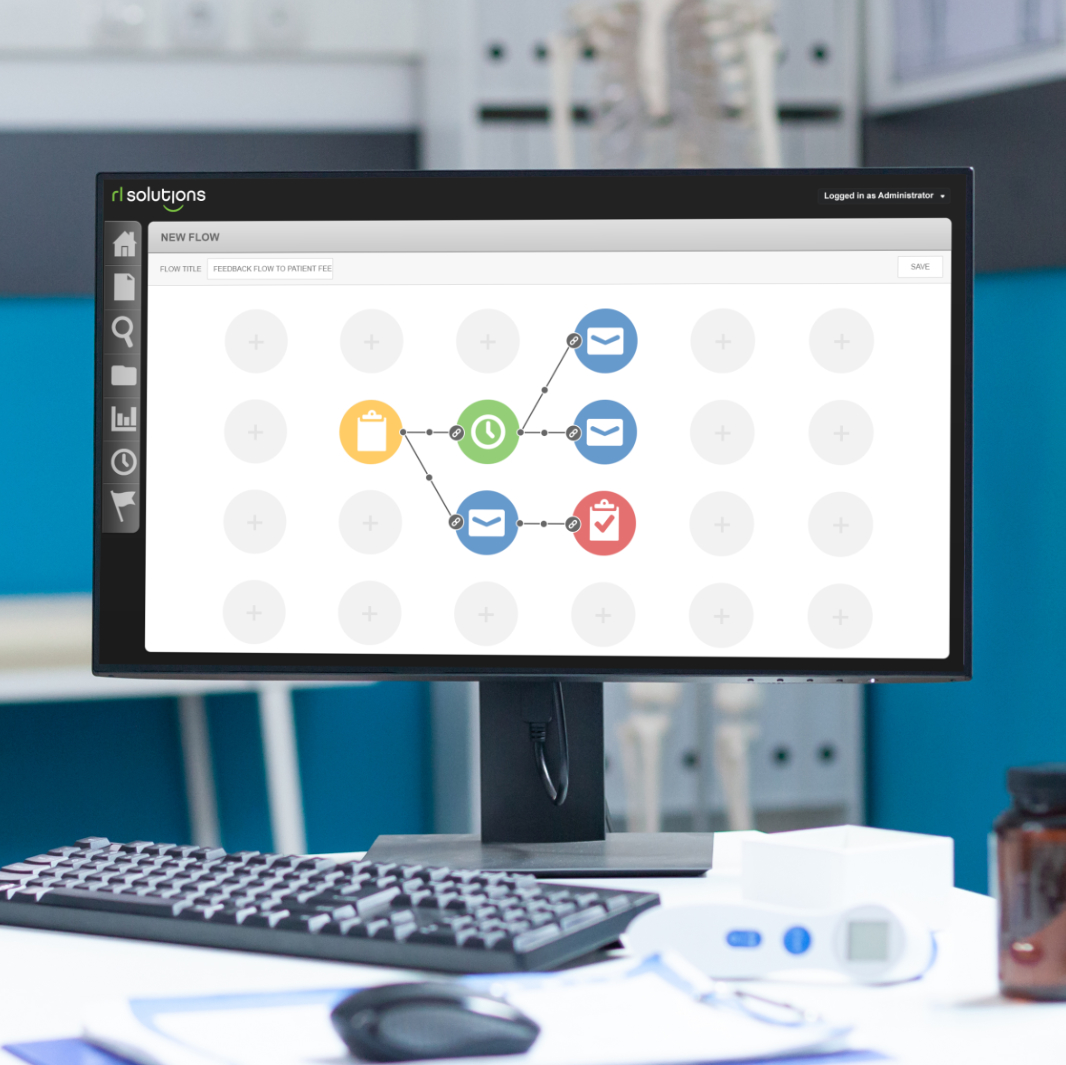 rl solutions
Logged in as Administrator
NEW FLOW
FLOW TITLE
FEEDBACK FLOW TO PATIENT FEE
SAVE